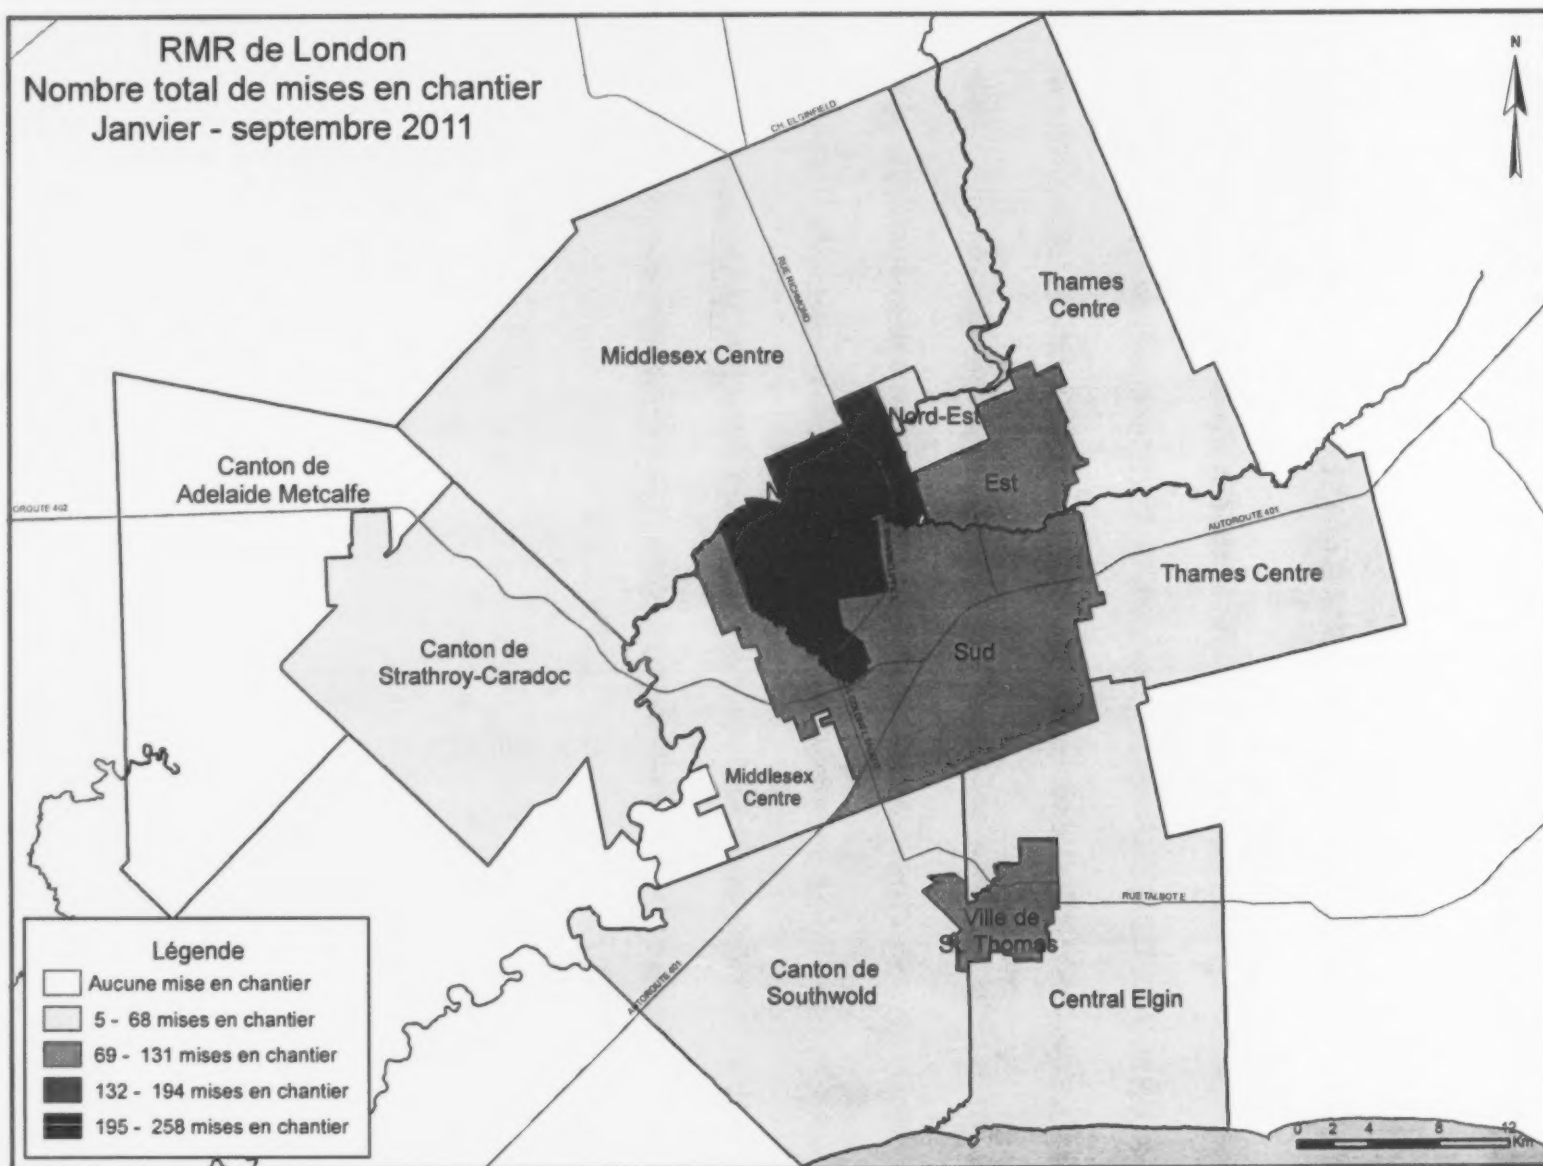 RMR de London
Nombre total de mises en chantier
Janvier - septembre 2011
N
CH. ELGINFIELD
RUE RICHMOND
Thames
Centre
Middlesex Centre
Nord-Est
Canton de
Adelaide Metcalfe
Est
OROUTE 402
AUTOROUTE 401
Thames Centre
Canton de
Strathroy-Caradoc
Sud
Middlesex
Centre
RUE TALBOT E
Ville de
St. Thomas
Canton de
Southwold
Central Elgin
AUTOROUTE 401
Légende
Aucune mise en chantier
5 - 68 mises en chantier
69 - 131 mises en chantier
132 - 194 mises en chantier
195 - 258 mises en chantier
0 2 4 8 12
Km